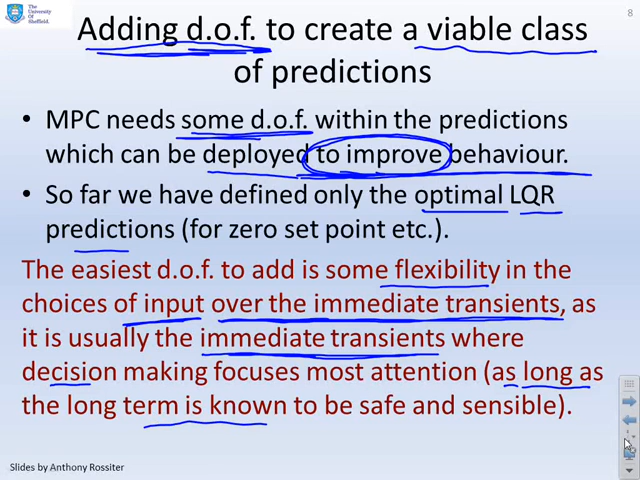 The
University
Of
Sheffield.
8
Adding d.o.f. to create a viable class
of predictions
• MPC needs some d.o.f. within the predictions
which can be deployed to improve behaviour.
• So far we have defined only the optimal LQR
predictions (for zero set point etc.).
The easiest d.o.f. to add is some flexibility in the
choices of input over the immediate transients, as
it is usually the immediate transients where
decision making focuses most attention (as long as
the long term is known to be safe and sensible).
Slides by Anthony Rossiter